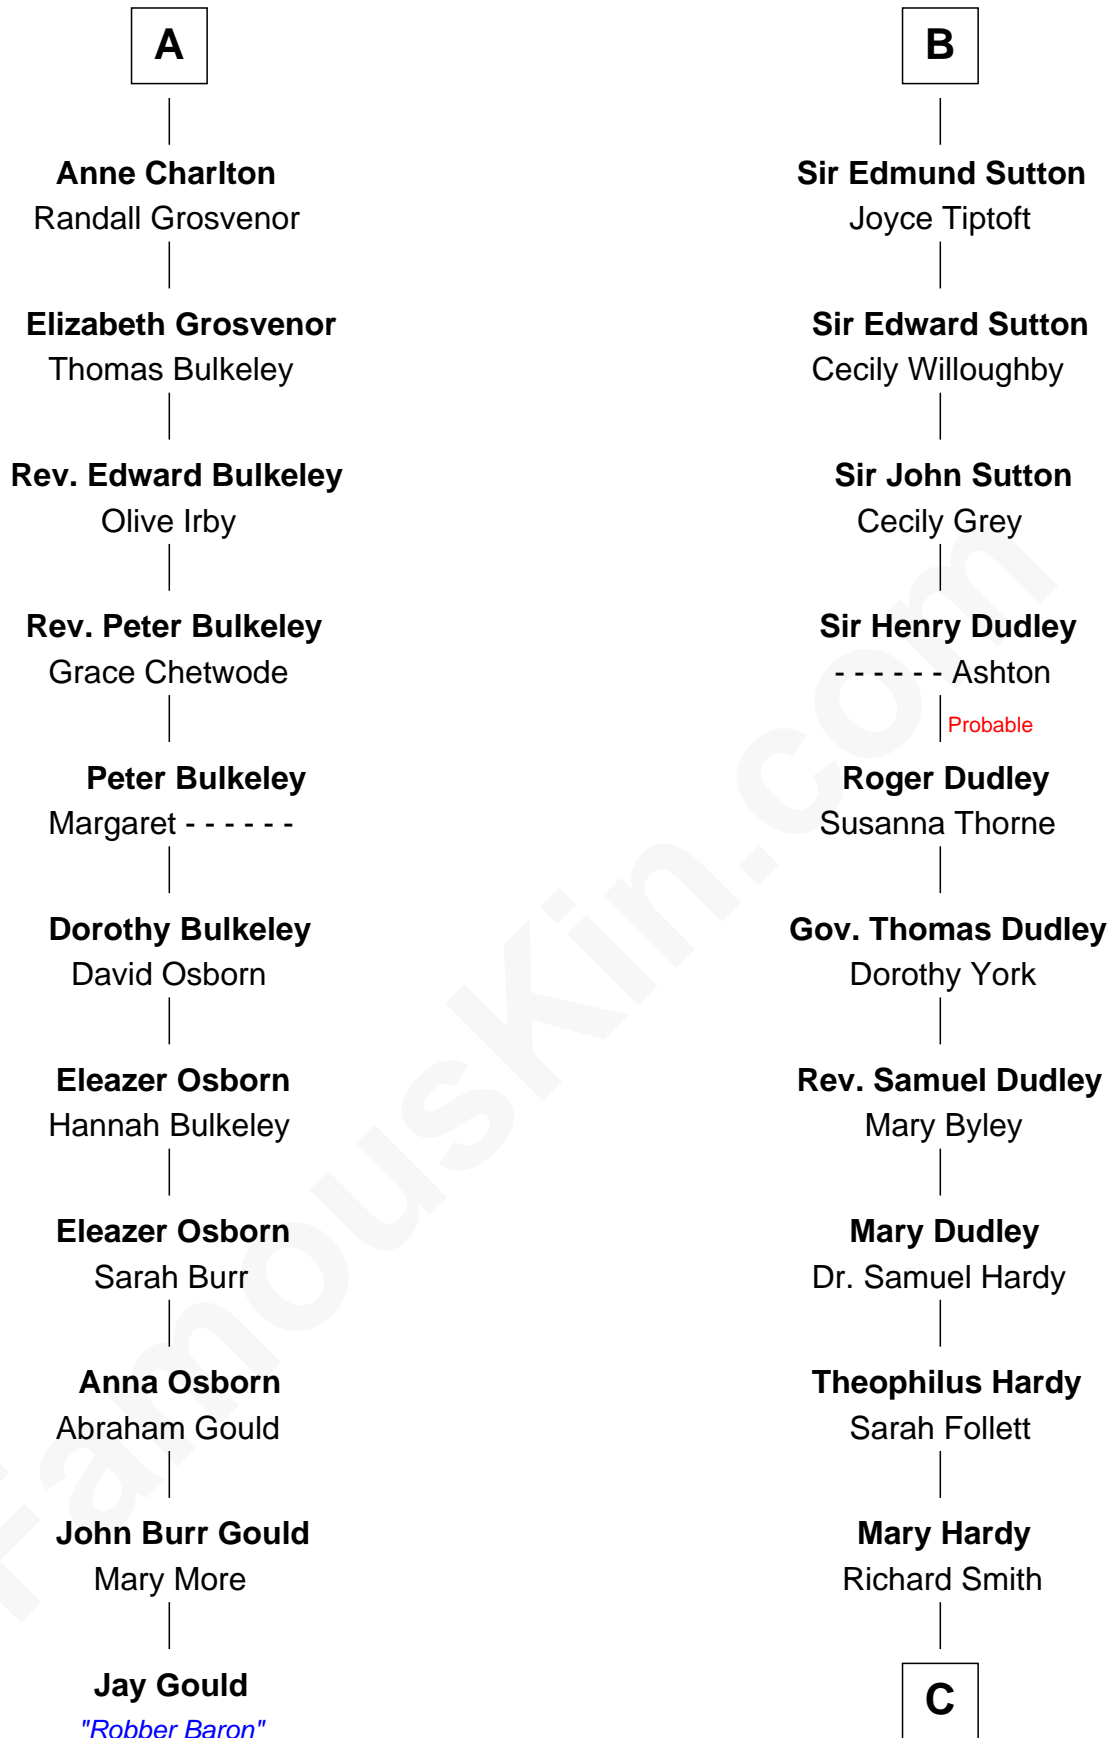 A
Anne Charlton
Randall Grosvenor
Elizabeth Grosvenor
Thomas Bulkeley
Rev. Edward Bulkeley
Olive Irby
Rev. Peter Bulkeley
Grace Chetwode
Peter Bulkeley
Margaret - - - - - -
Dorothy Bulkeley
David Osborn
Eleazer Osborn
Hannah Bulkeley
Eleazer Osborn
Sarah Burr
Anna Osborn
Abraham Gould
John Burr Gould
Mary More
Jay Gould
"Robber Baron"
B
Sir Edmund Sutton
Joyce Tiptoft
Sir Edward Sutton
Cecily Willoughby
Sir John Sutton
Cecily Grey
Sir Henry Dudley
- - - - - - Ashton
Probable
Roger Dudley
Susanna Thorne
Gov. Thomas Dudley
Dorothy York
Rev. Samuel Dudley
Mary Byley
Mary Dudley
Dr. Samuel Hardy
Theophilus Hardy
Sarah Follett
Mary Hardy
Richard Smith
C
FamousKin.com